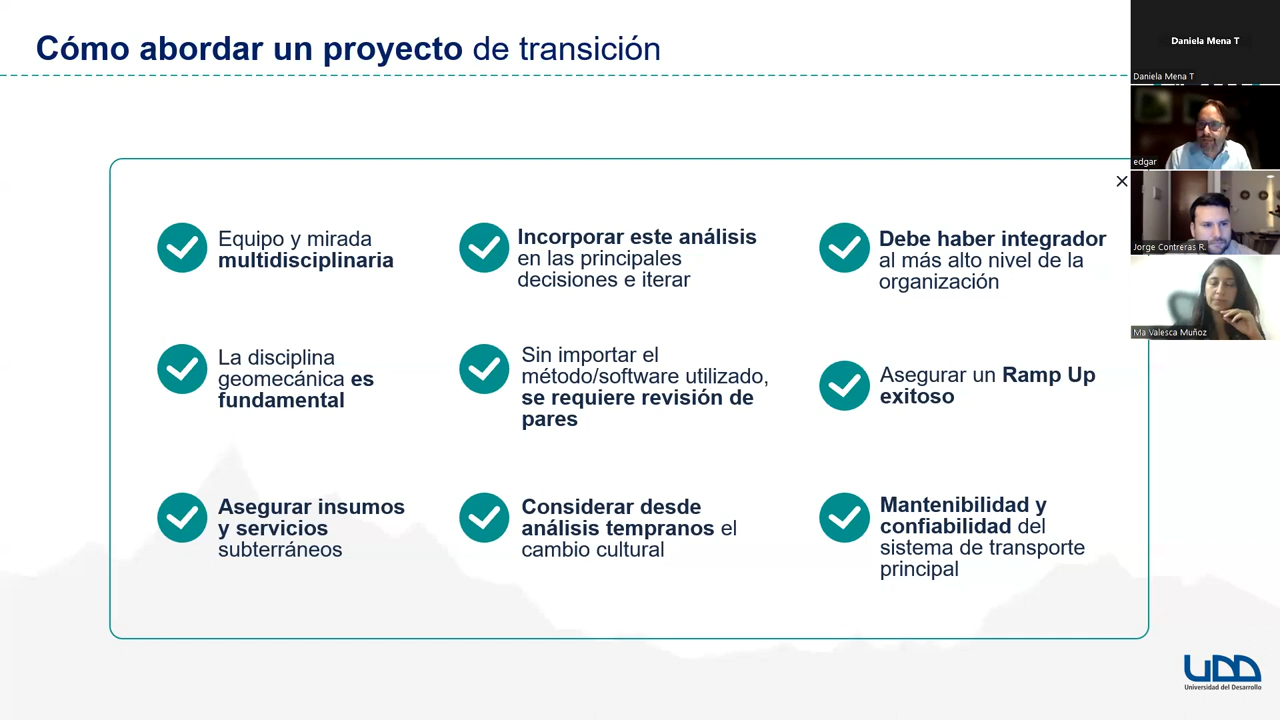 Cómo abordar un proyecto de transición
Equipo y mirada
multidisciplinaria
Incorporar este análisis
en las principales
decisiones e iterar
Debe haber integrador
al más alto nivel de la
organización
La disciplina
geomecánica es
fundamental
Sin importar el
método/software utilizado,
se requiere revisión de
pares
Asegurar un Ramp Up
exitoso
Asegurar insumos
y servicios
subterráneos
Considerar desde
análisis tempranos el
cambio cultural
Mantenibilidad y
confiabilidad del
sistema de transporte
principal
Daniela Mena T
Daniela Mena T
edgar
Jorge Contreras R.
Ma Valesca Muñoz
UDD
Universidad del Desarrollo